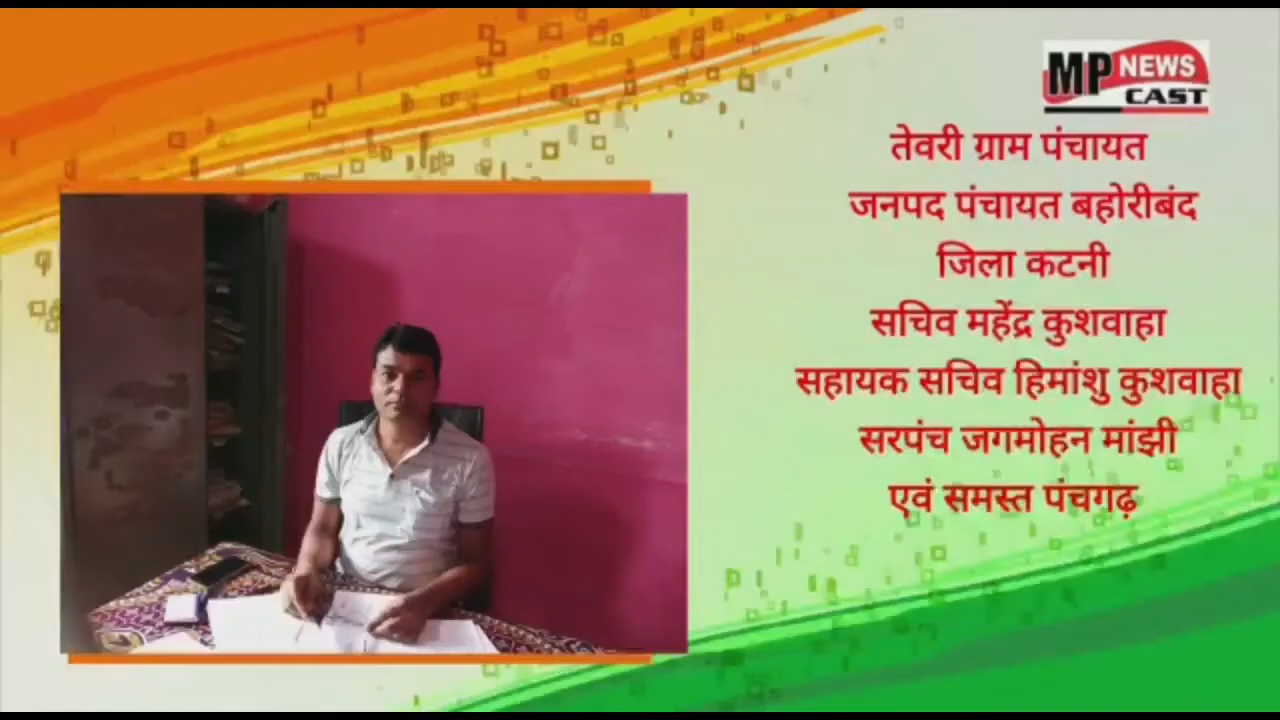 MP NEWS
CAST
तेवरी ग्राम पंचायत
जनपद पंचायत बहोरीबंद
जिला कटनी
सचिव महेंद्र कुशवाहा
सहायक सचिव हिमांशु कुशवाहा
सरपंच जगमोहन मांझी
एवं समस्त पंचगढ़